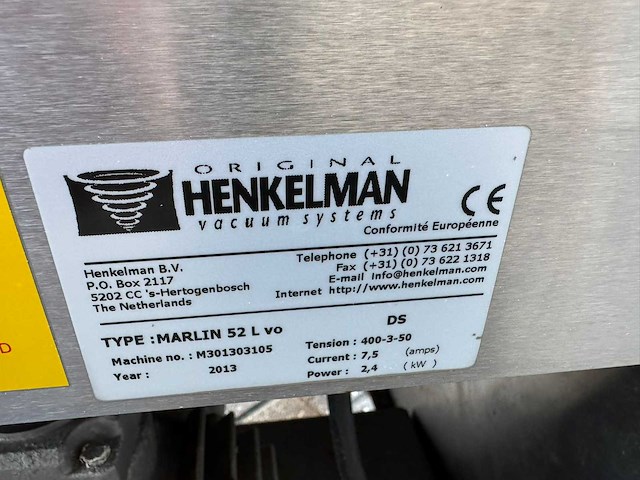 ORIGINAL
HENKELMAN
vacuum systems
CE
Conformité Européenne
Henkelman B.V.
P.O. Box 2117
5202 CC 's-Hertogenbosch
The Netherlands
Telephone (+31) (0) 73 621 3671
Fax (+31) (0) 73 622 1318
E-mail Info@henkelman.com
Internet http://www.henkelman.com
TYPE :MARLIN 52 L vo DS
Machine no. : M301303105
Year : 2013
Tension : 400-3-50
Current : 7,5 (amps)
Power : 2,4 (kW)
D